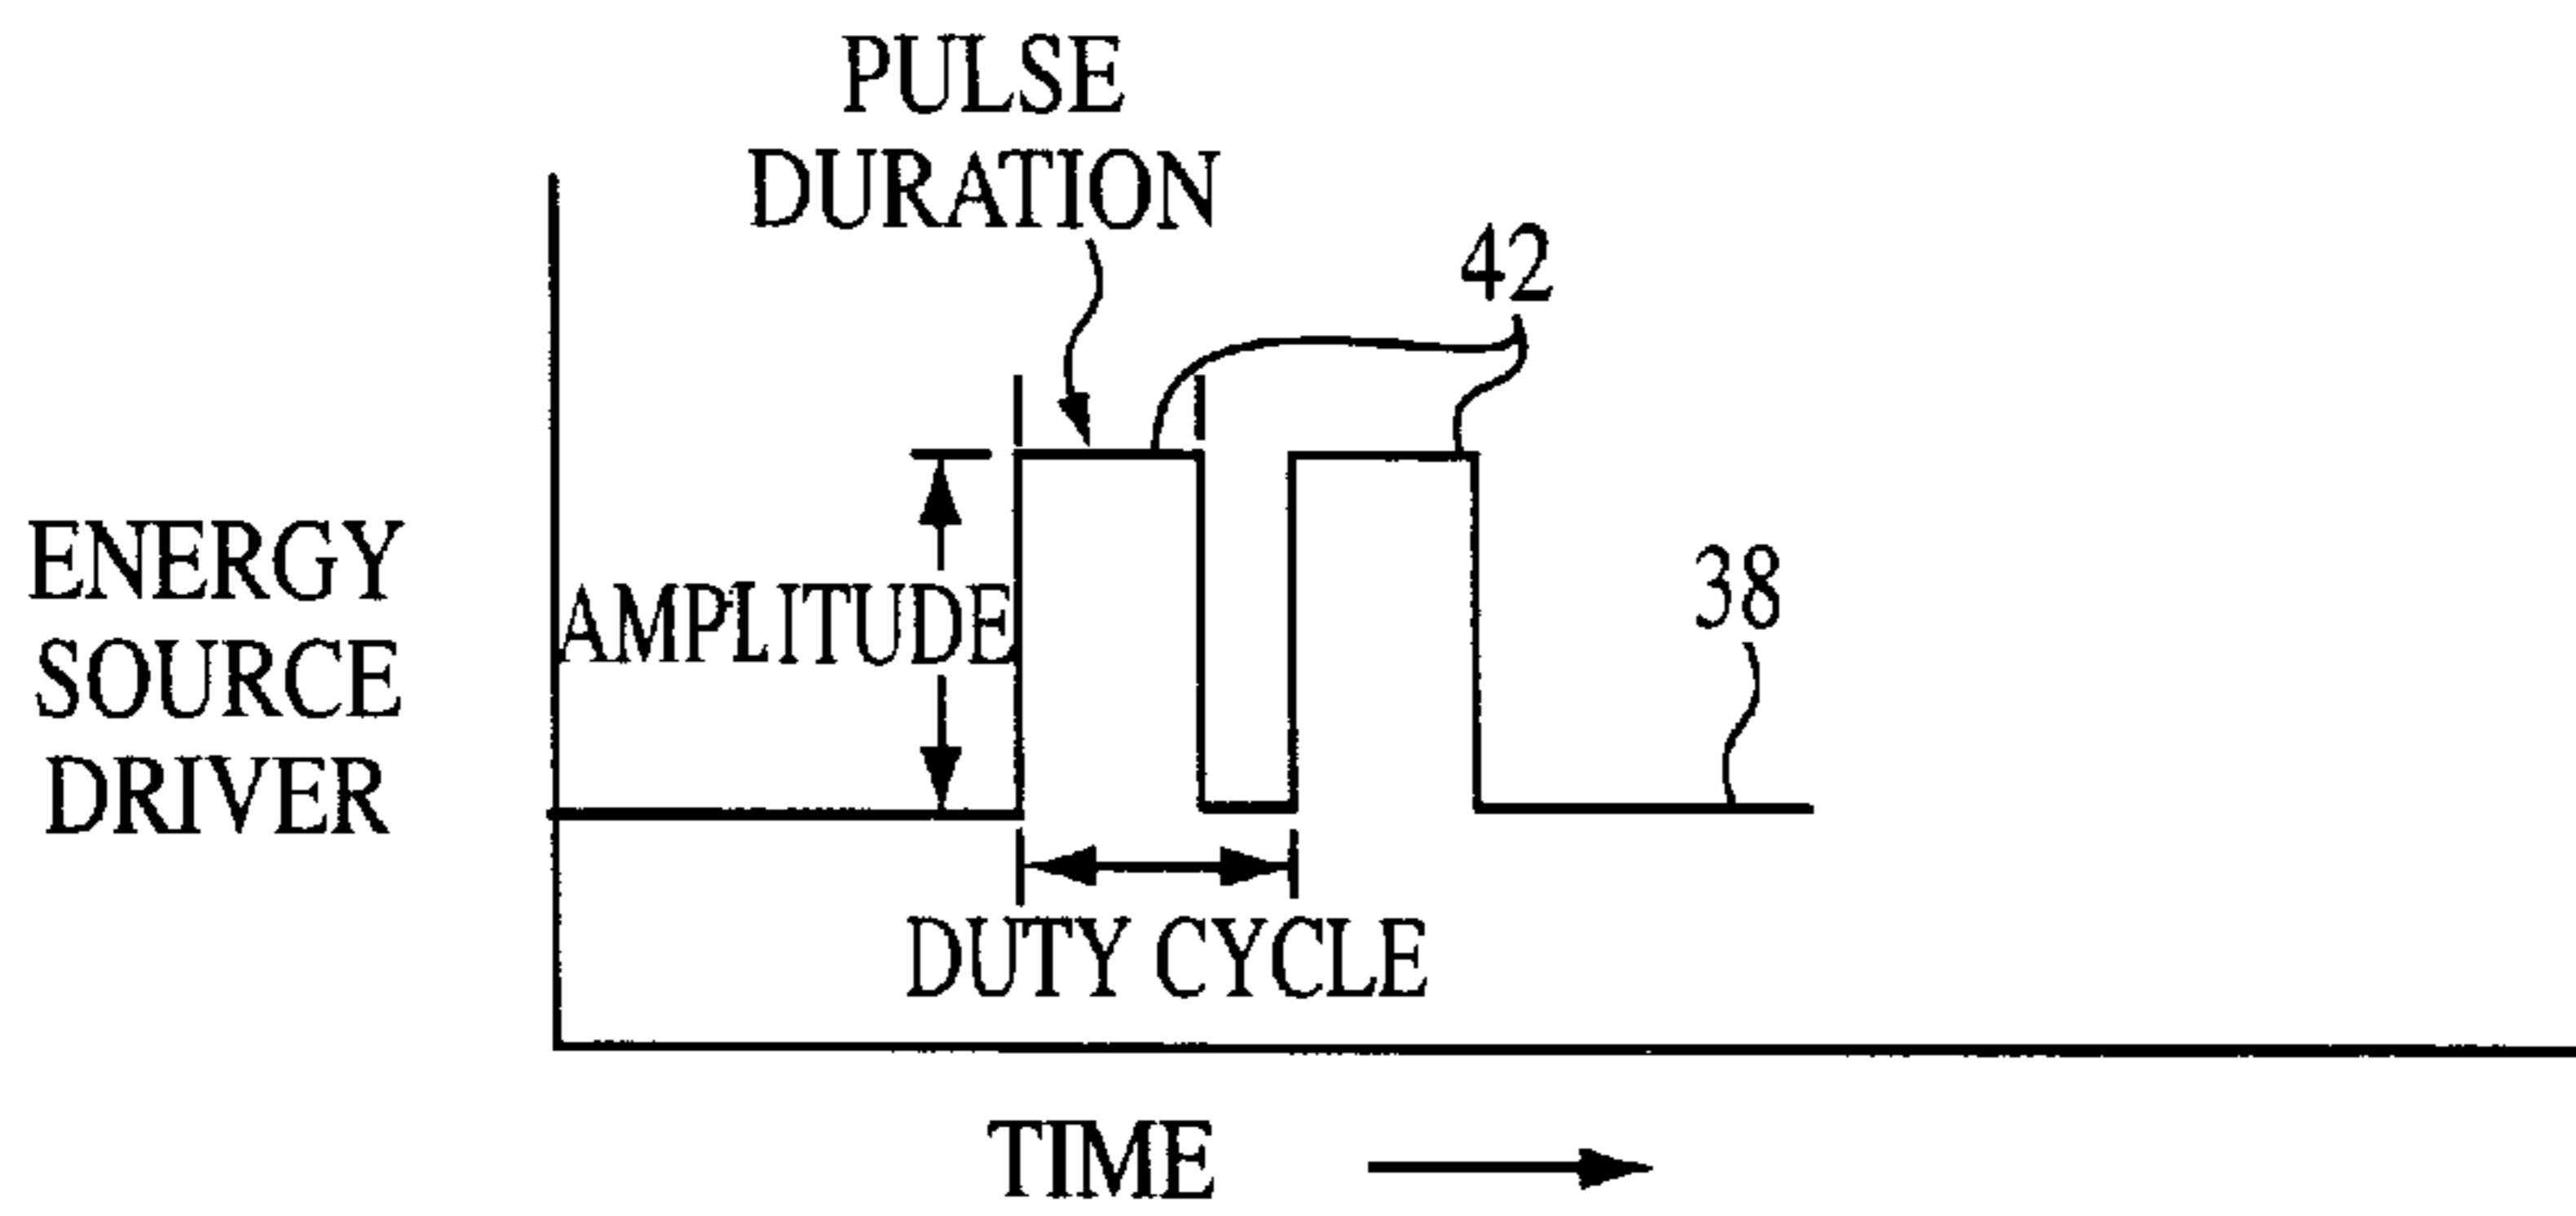 PULSE
DURATION
42
ENERGY
SOURCE
DRIVER
AMPLITUDE
38
DUTY CYCLE
TIME